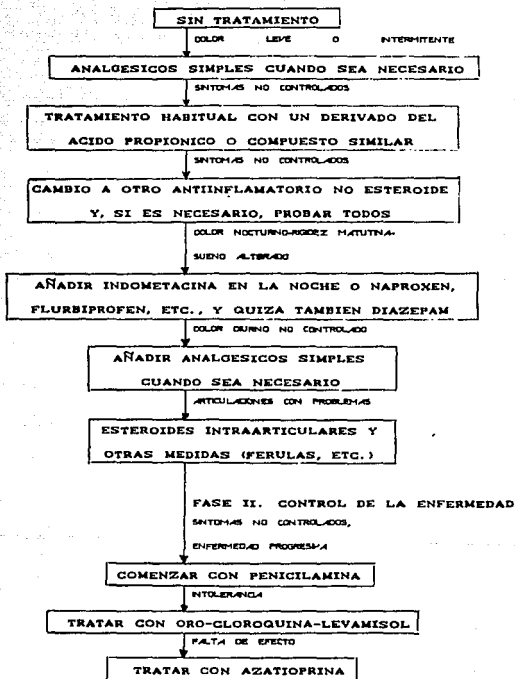 SIN TRATAMIENTO
DOLOR LEVE O INTERMITENTE
ANALGESICOS SIMPLES CUANDO SEA NECESARIO
SINTOMAS NO CONTROLADOS
TRATAMIENTO HABITUAL CON UN DERIVADO DEL
ACIDO PROPIONICO O COMPUESTO SIMILAR
SINTOMAS NO CONTROLADOS
CAMBIO A OTRO ANTIINFLAMATORIO NO ESTEROIDE
Y, SI ES NECESARIO, PROBAR TODOS
DOLOR NOCTURNO-RIGIDEZ MATUTINA-
SUENO ALTERADO
AÑADIR INDOMETACINA EN LA NOCHE O NAPROXEN,
FLURBIPROFEN, ETC., Y QUIZA TAMBIEN DIAZEPAM
DOLOR DIURNO NO CONTROLADO
AÑADIR ANALGESICOS SIMPLES
CUANDO SEA NECESARIO
ARTICULACIONES CON PROBLEMAS
ESTEROIDES INTRAARTICULARES Y
OTRAS MEDIDAS (FERULAS, ETC.)
FASE II. CONTROL DE LA ENFERMEDAD
SINTOMAS NO CONTROLADOS,
ENFERMEDAD PROGRESIVA
COMENZAR CON PENICILAMINA
INTOLERANCIA
TRATAR CON ORO-CLOROQUINA-LEVAMISOL
FALTA DE EFECTO
TRATAR CON AZATIOPRINA